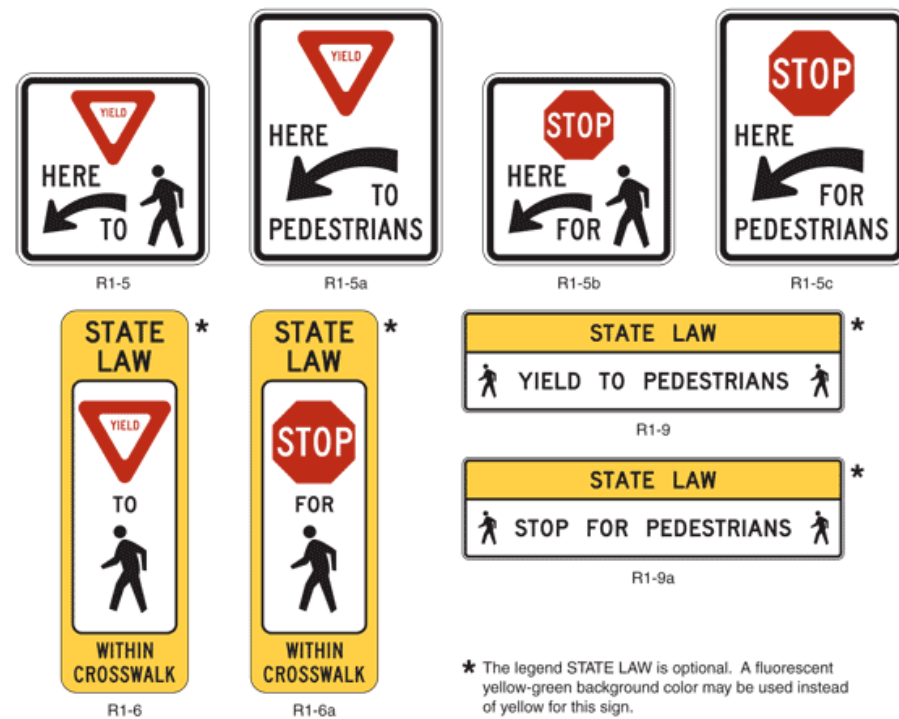 YIELD
HERE
TO
R1-5
YIELD
HERE
TO
PEDESTRIANS
R1-5a
STOP
HERE
FOR
R1-5b
STOP
HERE
FOR
PEDESTRIANS
R1-5c
STATE
LAW
*
YIELD
TO
WITHIN
CROSSWALK
R1-6
STATE
LAW
*
STOP
FOR
WITHIN
CROSSWALK
R1-6a
STATE LAW
*
YIELD TO PEDESTRIANS
R1-9
STATE LAW
*
STOP FOR PEDESTRIANS
R1-9a
* The legend STATE LAW is optional. A fluorescent
yellow-green background color may be used instead
of yellow for this sign.